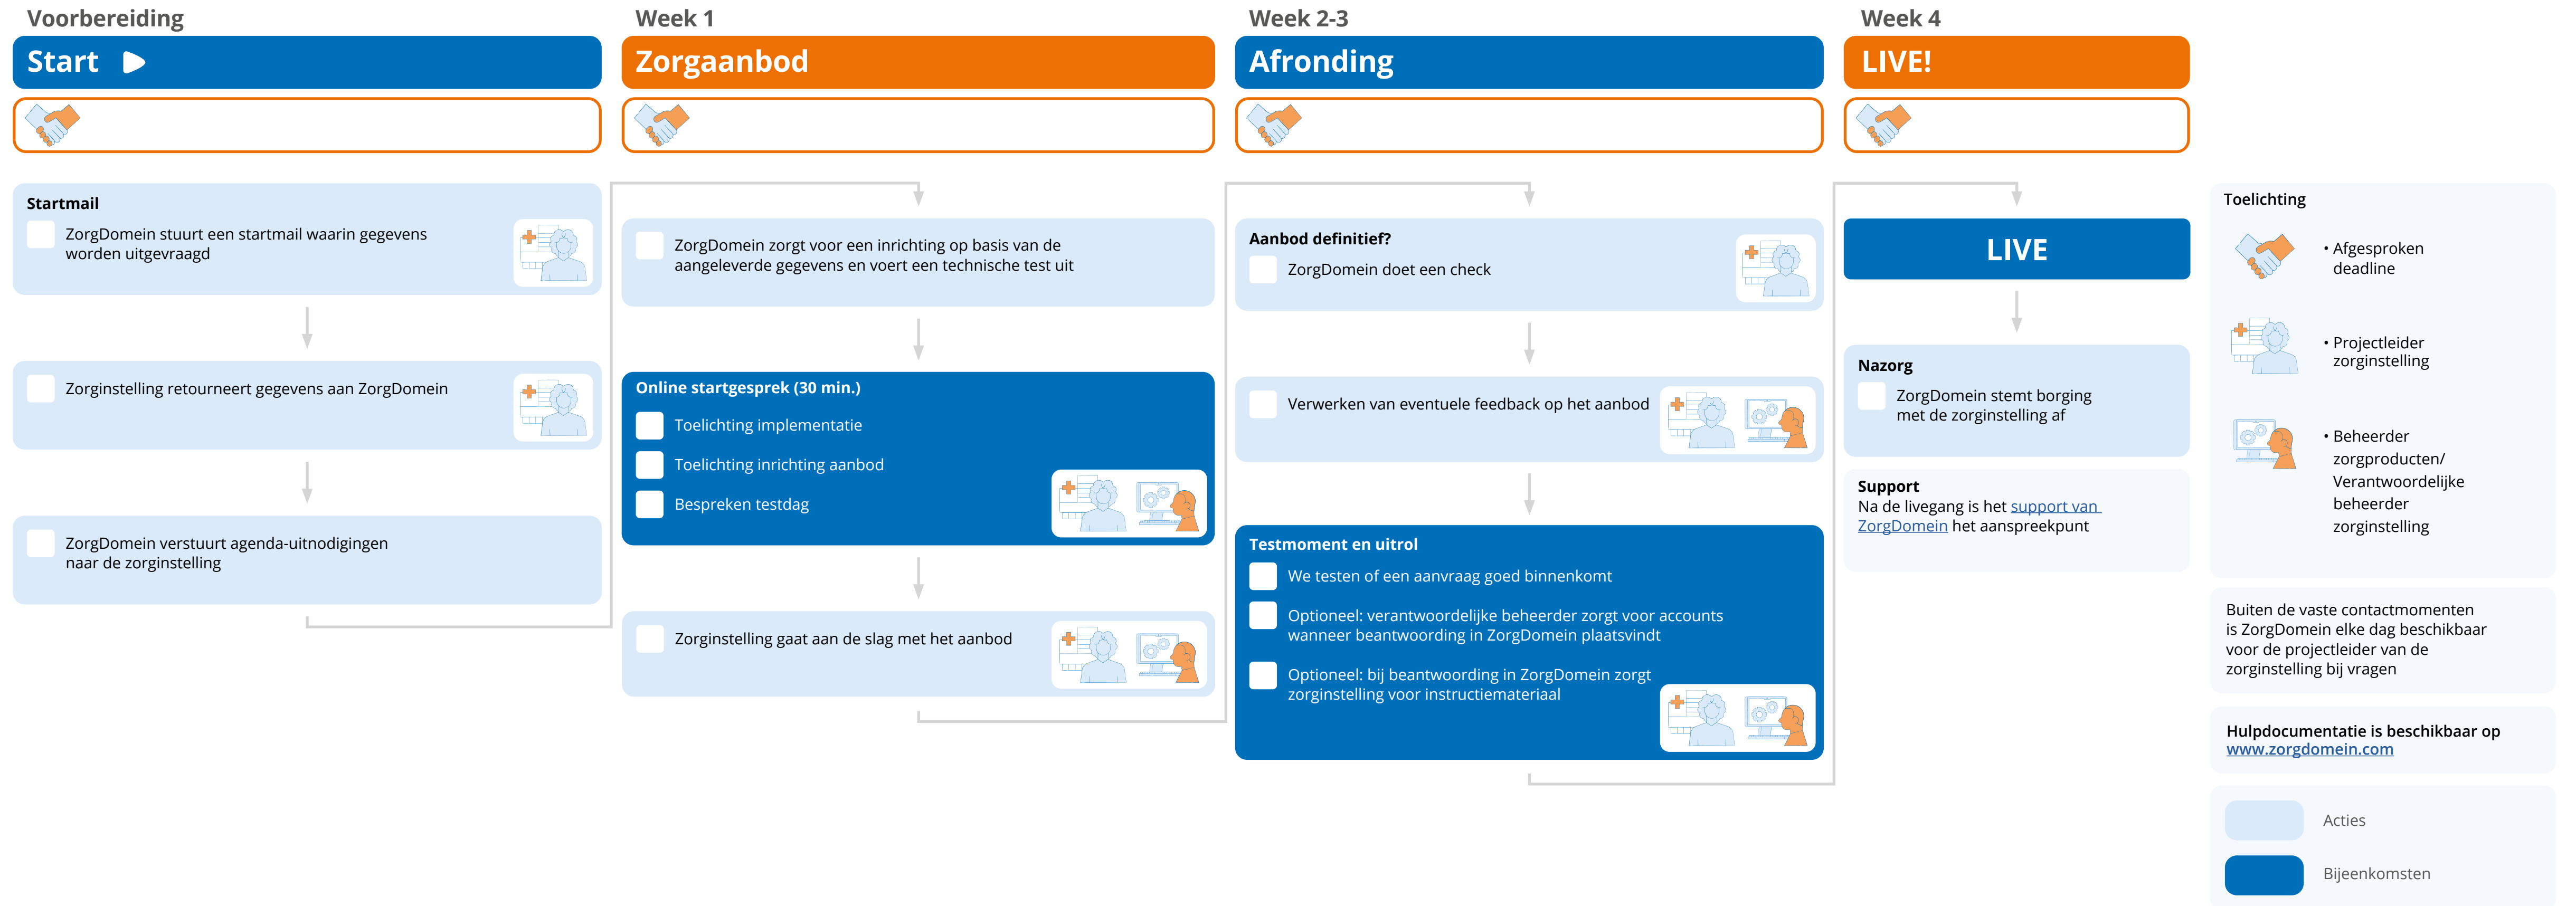 Voorbereiding
Start
Startmail
ZorgDomein stuurt een startmail waarin gegevens
worden uitgevraagd
Zorginstelling retourneert gegevens aan ZorgDomein
ZorgDomein verstuurt agenda-uitnodigingen
naar de zorginstelling
Week 1
Zorgaanbod
ZorgDomein zorgt voor een inrichting op basis van de
aangeleverde gegevens en voert een technische test uit
Online startgesprek (30 min.)
Toelichting implementatie
Toelichting inrichting aanbod
Bespreken testdag
Zorginstelling gaat aan de slag met het aanbod
Week 2-3
Afronding
Aanbod definitief?
ZorgDomein doet een check
Verwerken van eventuele feedback op het aanbod
Testmoment en uitrol
We testen of een aanvraag goed binnenkomt
Optioneel: verantwoordelijke beheerder zorgt voor accounts
wanneer beantwoording in ZorgDomein plaatsvindt
Optioneel: bij beantwoording in ZorgDomein zorgt
zorginstelling voor instructiemateriaal
Week 4
LIVE!
LIVE
Nazorg
ZorgDomein stemt borging
met de zorginstelling af
Support
Na de livegang is het support van
ZorgDomein het aanspreekpunt
Toelichting
• Afgesproken
deadline
• Projectleider
zorginstelling
• Beheerder
zorgproducten/
Verantwoordelijke
beheerder
zorginstelling
Buiten de vaste contactmomenten
is ZorgDomein elke dag beschikbaar
voor de projectleider van de
zorginstelling bij vragen
Hulpdocumentatie is beschikbaar op
www.zorgdomein.com
Acties
Bijeenkomsten